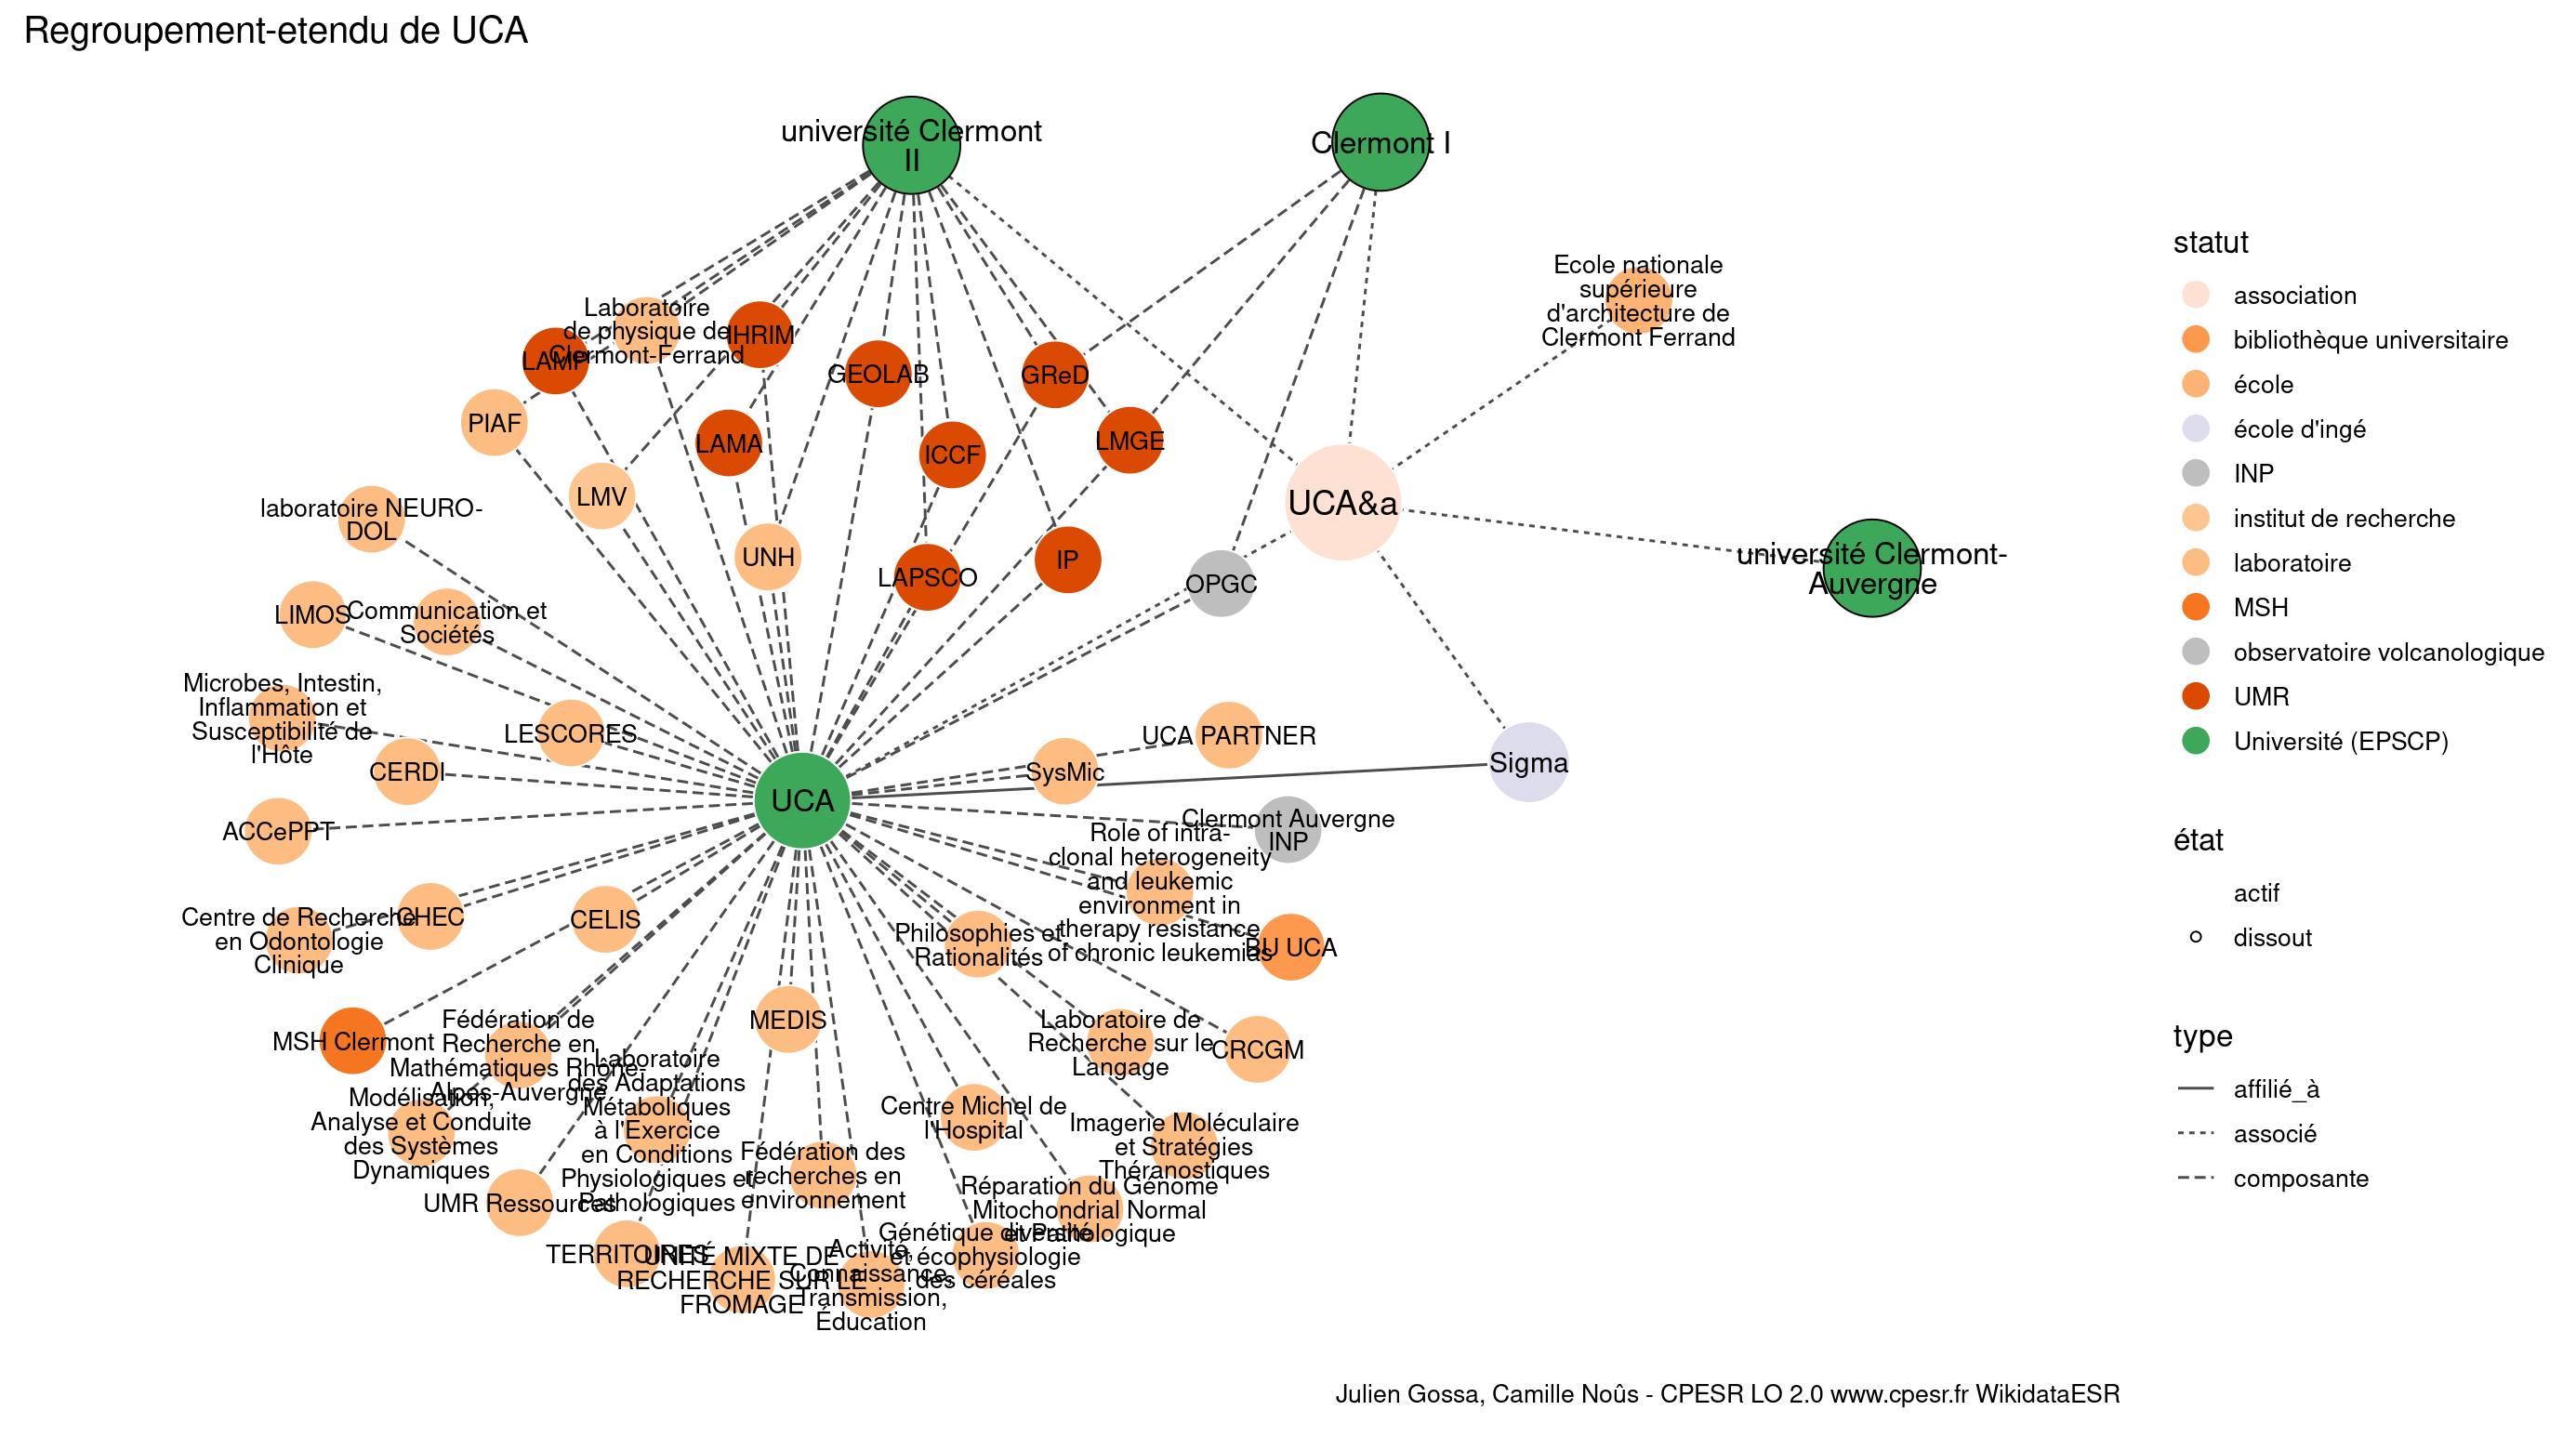 Regroupement-etendu de UCA
université Clermont
II
Clermont I
Ecole nationale
supérieure
d'architecture de
Clermont Ferrand
Laboratoire
de physique de
Clermont-Ferrand
IHRIM
LAMP
GEOLAB
GReD
PIAF
LAMA
ICCF
LMGE
LMV
UCA&a
laboratoire NEURO-
DOL
UNH
LAPSCO
IP
OPGC
université Clermont-
Auvergne
LIMOS
Communication et
Sociétés
Microbes, Intestin,
Inflammation et
Susceptibilité de
l'Hôte
LESCORES
UCA PARTNER
CERDI
SysMic
Sigma
UCA
ACCePPT
Clermont Auvergne
INP
Role of intra-
clonal heterogeneity
and leukemic
environment in
therapy resistance
of chronic leukemias
BU UCA
Centre de Recherche
en Odontologie
Clinique
CHEC
CELIS
Philosophies et
Rationalités
MSH Clermont
Fédération de
Recherche en
Mathématiques Rhône-
Alpes-Auvergne
MEDIS
Laboratoire de
Recherche sur le
Langage
CRCGM
Modélisation,
Analyse et Conduite
des Systèmes
Dynamiques
Laboratoire
des Adaptations
Métaboliques
à l'Exercice
en Conditions
Physiologiques et
Pathologiques
Centre Michel de
l'Hospital
Imagerie Moléculaire
et Stratégies
Théranostiques
UMR Ressources
Fédération des
recherches en
environnement
Réparation du Génome
Mitochondrial Normal
et Pathologique
TERRITOIRES
UNITÉ MIXTE DE
RECHERCHE SUR LE
FROMAGE
Activité,
Connaissance,
Transmission,
Éducation
Génétique diversité
et écophysiologie
des céréales
statut
association
bibliothèque universitaire
école
école d'ingé
INP
institut de recherche
laboratoire
MSH
observatoire volcanologique
UMR
Université (EPSCP)
état
actif
dissout
type
affilié_à
associé
composante
Julien Gossa, Camille Noûs - CPESR LO 2.0 www.cpesr.fr WikidataESR